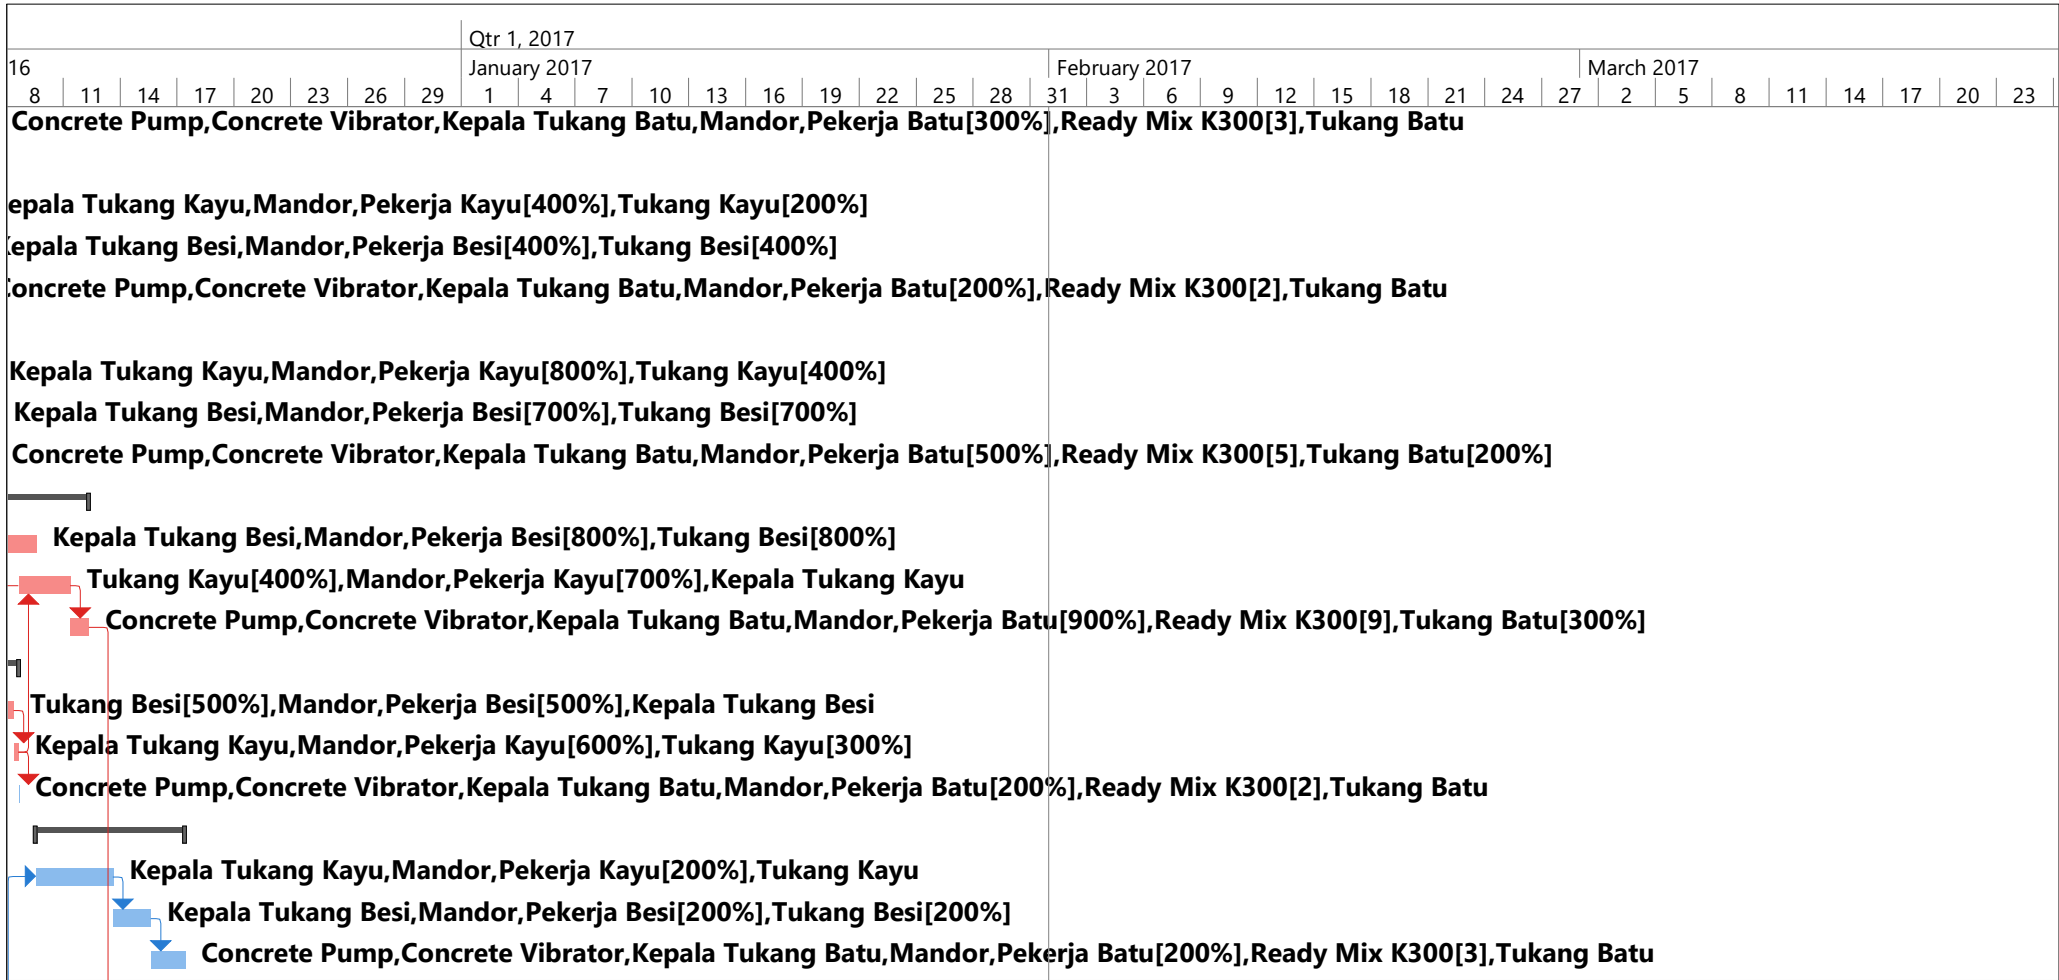 Qtr 1, 2017
16 January 2017 February 2017 March 2017
8 11 14 17 20 23 26 29 1 4 7 10 13 16 19 22 25 28 31 3 6 9 12 15 18 21 24 27 2 5 8 11 14 17 20 23
Concrete Pump,Concrete Vibrator,Kepala Tukang Batu,Mandor,Pekerja Batu[300%],Ready Mix K300[3],Tukang Batu
epala Tukang Kayu,Mandor,Pekerja Kayu[400%],Tukang Kayu[200%]
Kepala Tukang Besi,Mandor,Pekerja Besi[400%],Tukang Besi[400%]
Concrete Pump,Concrete Vibrator,Kepala Tukang Batu,Mandor,Pekerja Batu[200%],Ready Mix K300[2],Tukang Batu
Kepala Tukang Kayu,Mandor,Pekerja Kayu[800%],Tukang Kayu[400%]
Kepala Tukang Besi,Mandor,Pekerja Besi[700%],Tukang Besi[700%]
Concrete Pump,Concrete Vibrator,Kepala Tukang Batu,Mandor,Pekerja Batu[500%],Ready Mix K300[5],Tukang Batu[200%]
Kepala Tukang Besi,Mandor,Pekerja Besi[800%],Tukang Besi[800%]
Tukang Kayu[400%],Mandor,Pekerja Kayu[700%],Kepala Tukang Kayu
Concrete Pump,Concrete Vibrator,Kepala Tukang Batu,Mandor,Pekerja Batu[900%],Ready Mix K300[9],Tukang Batu[300%]
Tukang Besi[500%],Mandor,Pekerja Besi[500%],Kepala Tukang Besi
Kepala Tukang Kayu,Mandor,Pekerja Kayu[600%],Tukang Kayu[300%]
Concrete Pump,Concrete Vibrator,Kepala Tukang Batu,Mandor,Pekerja Batu[200%],Ready Mix K300[2],Tukang Batu
Kepala Tukang Kayu,Mandor,Pekerja Kayu[200%],Tukang Kayu
Kepala Tukang Besi,Mandor,Pekerja Besi[200%],Tukang Besi[200%]
Concrete Pump,Concrete Vibrator,Kepala Tukang Batu,Mandor,Pekerja Batu[200%],Ready Mix K300[3],Tukang Batu